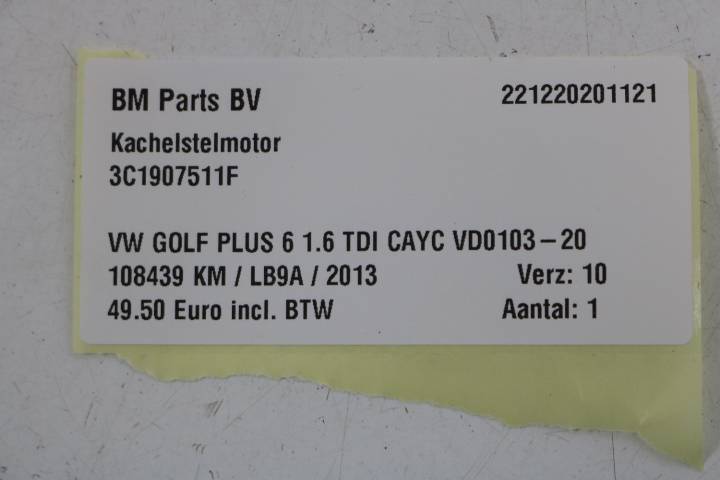 BM Parts BV 221220201121
Kachelstelmotor
3C1907511F
VW GOLF PLUS 6 1.6 TDI CAYC VD0103-20
108439 KM / LB9A / 2013 Verz: 10
49.50 Euro incl. BTW Aantal: 1